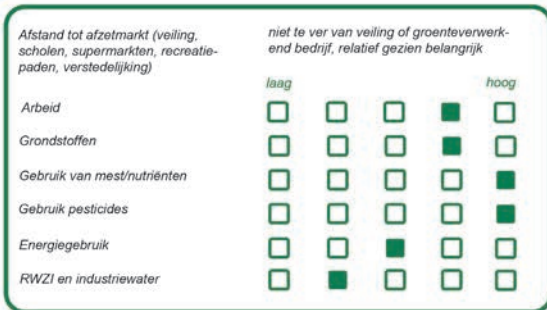 Afstand tot afzetmarkt (veiling,
scholen, supermarkten, recreatie-
paden, verstedelijking)
niet te ver van veiling of groenteverwerk-
end bedrijf, relatief gezien belangrijk
laag hoog
Arbeid
Grondstoffen
Gebruik van mest/nutriënten
Gebruik pesticides
Energiegebruik
RWZI en industriewater